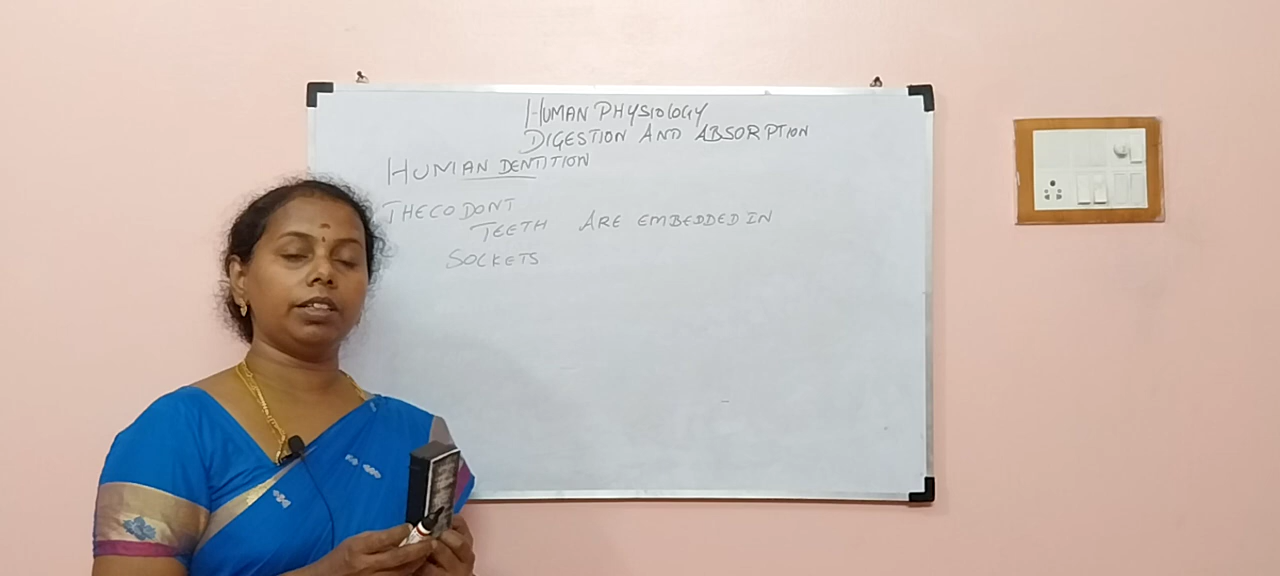 HUMAN PHYSIOLOGY
DIGESTION AND ABSORPTION
HUMAN DENTITION
THECODONT
TEETH ARE EMBEDDED IN
SOCKETS